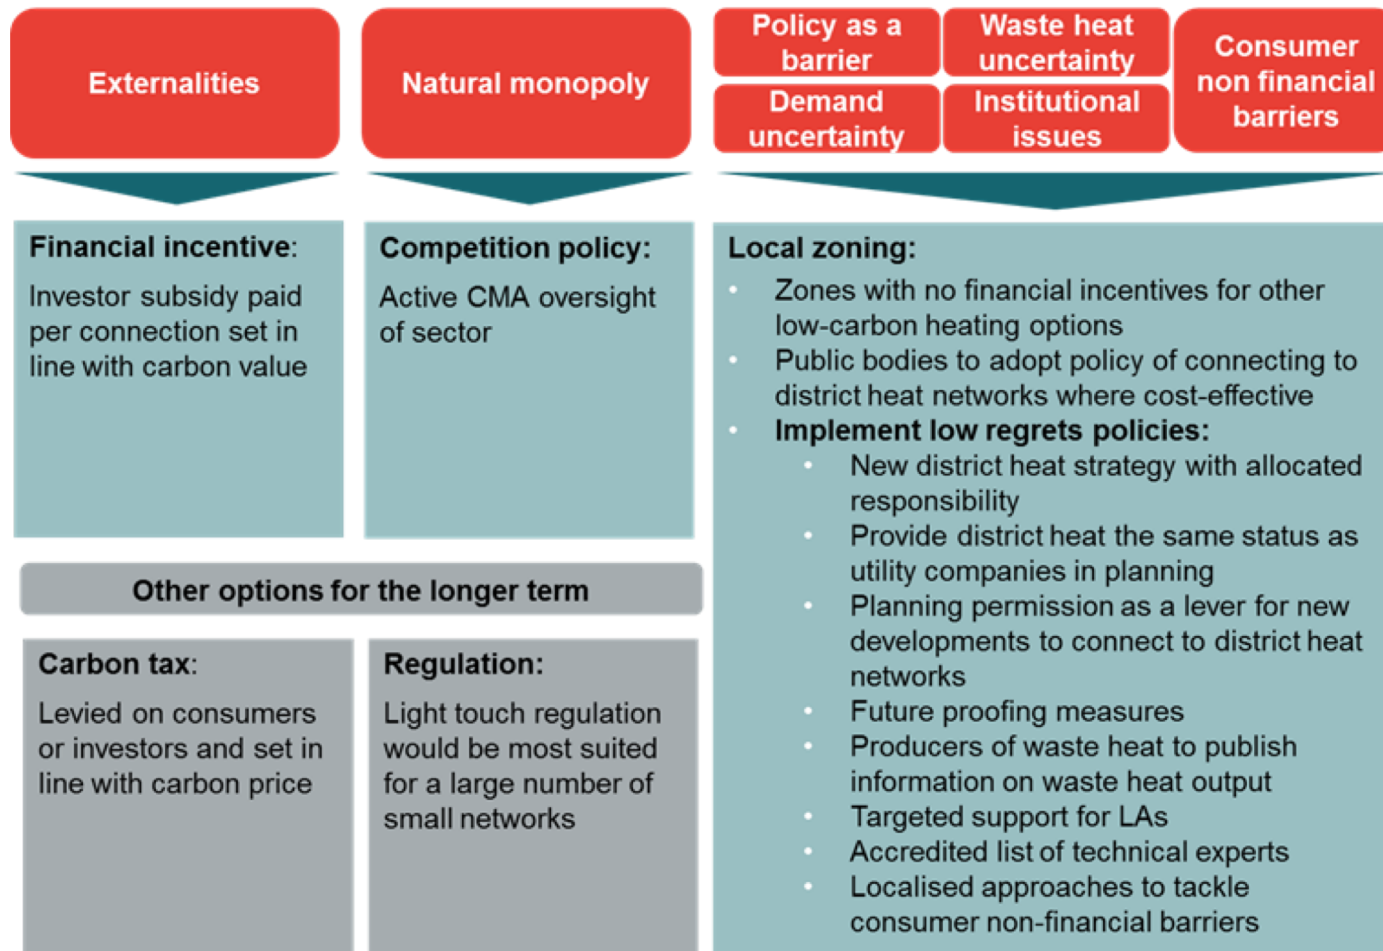 Externalities
Natural monopoly
Policy as a
barrier
Waste heat
uncertainty
Demand
uncertainty
Institutional
issues
Consumer
non financial
barriers
Financial incentive:
Investor subsidy paid
per connection set in
line with carbon value
Competition policy:
Active CMA oversight
of sector
Local zoning:
• Zones with no financial incentives for other
low-carbon heating options
• Public bodies to adopt policy of connecting to
district heat networks where cost-effective
• Implement low regrets policies:
• New district heat strategy with allocated
responsibility
• Provide district heat the same status as
utility companies in planning
• Planning permission as a lever for new
developments to connect to district heat
networks
• Future proofing measures
• Producers of waste heat to publish
information on waste heat output
• Targeted support for LAs
• Accredited list of technical experts
• Localised approaches to tackle
consumer non-financial barriers
Other options for the longer term
Carbon tax:
Levied on consumers
or investors and set in
line with carbon price
Regulation:
Light touch regulation
would be most suited
for a large number of
small networks